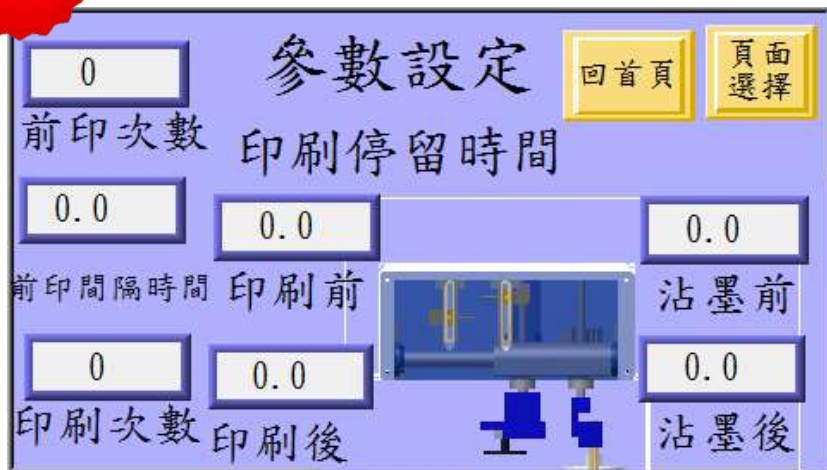 參數設定
回首頁
頁面
選擇
0
前印次數
印刷停留時間
0.0
前印間隔時間
0.0
印刷前
0.0
沾墨前
0
印刷次數
0.0
印刷後
0.0
沾墨後